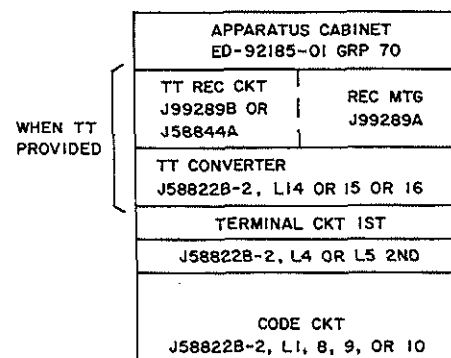 APPARATUS CABINET
ED-92185-01 GRP 70
TT REC CKT
J99289B OR
J58844A
REC MTG
J99289A
WHEN TT
PROVIDED
TT CONVERTER
J58822B-2, L14 OR 15 OR 16
TERMINAL CKT 1ST
J58822B-2, L4 OR L5 2ND
CODE CKT
J58822B-2, L1, 8, 9, OR 10